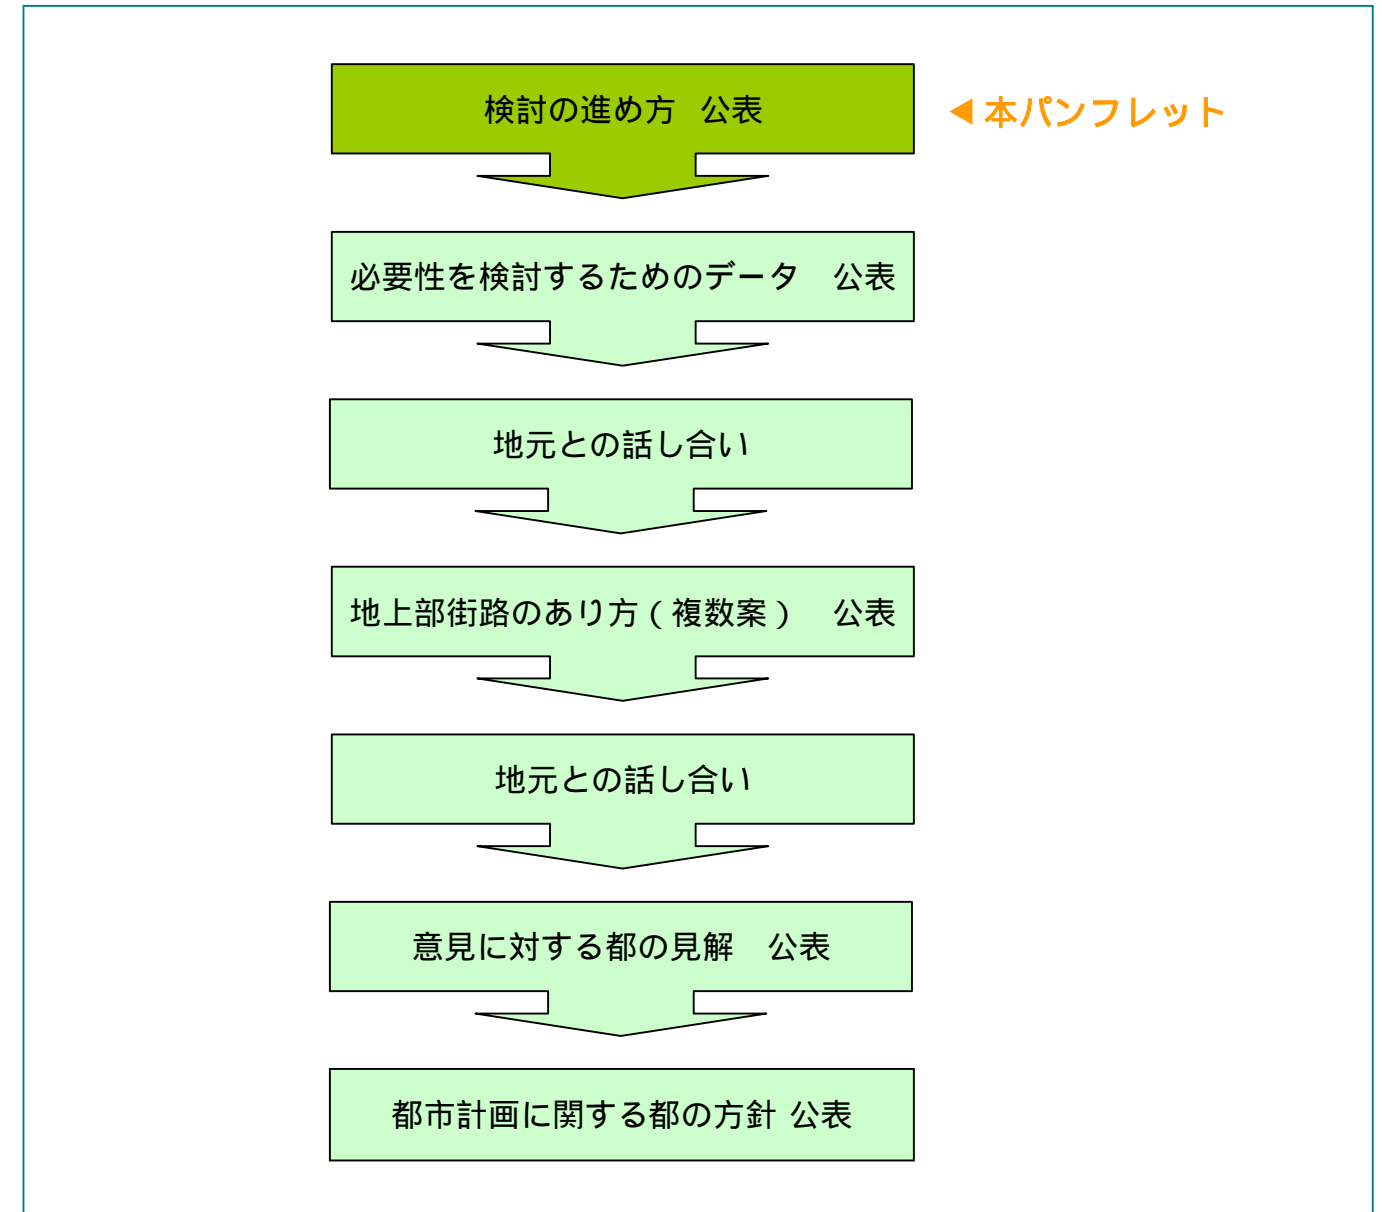 検討の進め方 公表
◀本パンフレット
必要性を検討するためのデータ　公表
地元との話し合い
地上部街路のあり方（複数案）　公表
地元との話し合い
意見に対する都の見解　公表
都市計画に関する都の方針 公表